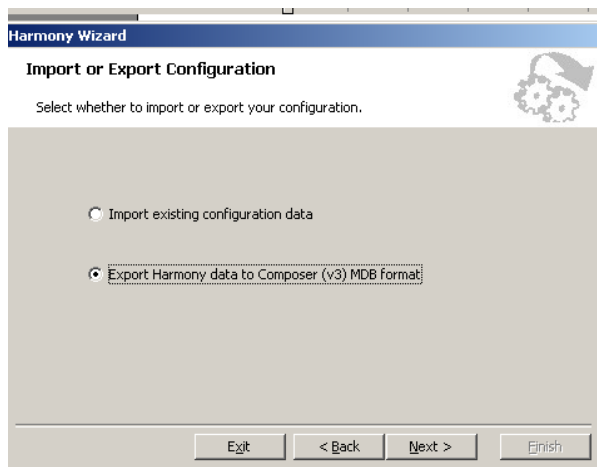 Harmony Wizard
Import or Export Configuration
Select whether to import or export your configuration.
Import existing configuration data
Export Harmony data to Composer (v3) MDB format
Exit < Back Next > Finish